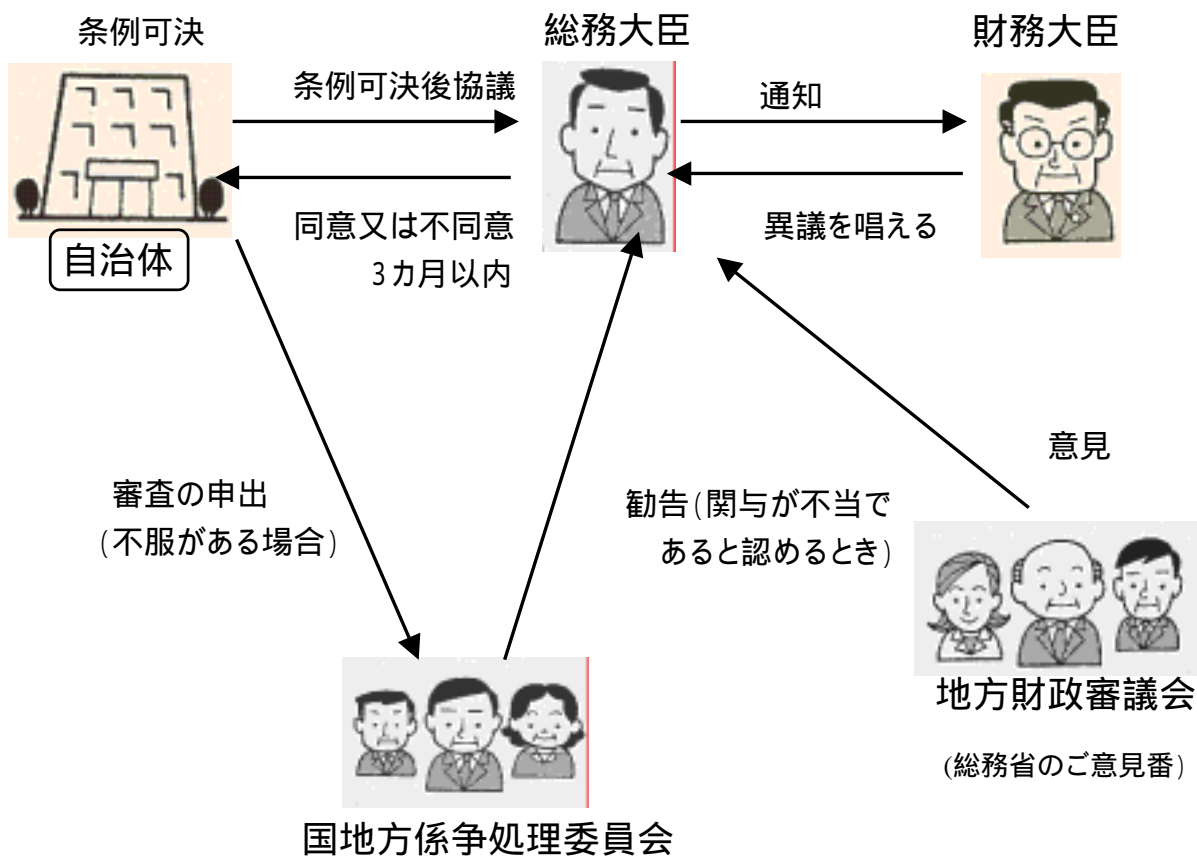 条例可決
総務大臣
財務大臣
条例可決後協議
通知
同意又は不同意
3カ月以内
異議を唱える
自治体
意見
審査の申出
(不服がある場合)
勧告(関与が不当で
あると認めるとき)
地方財政審議会
(総務省のご意見番)
国地方係争処理委員会